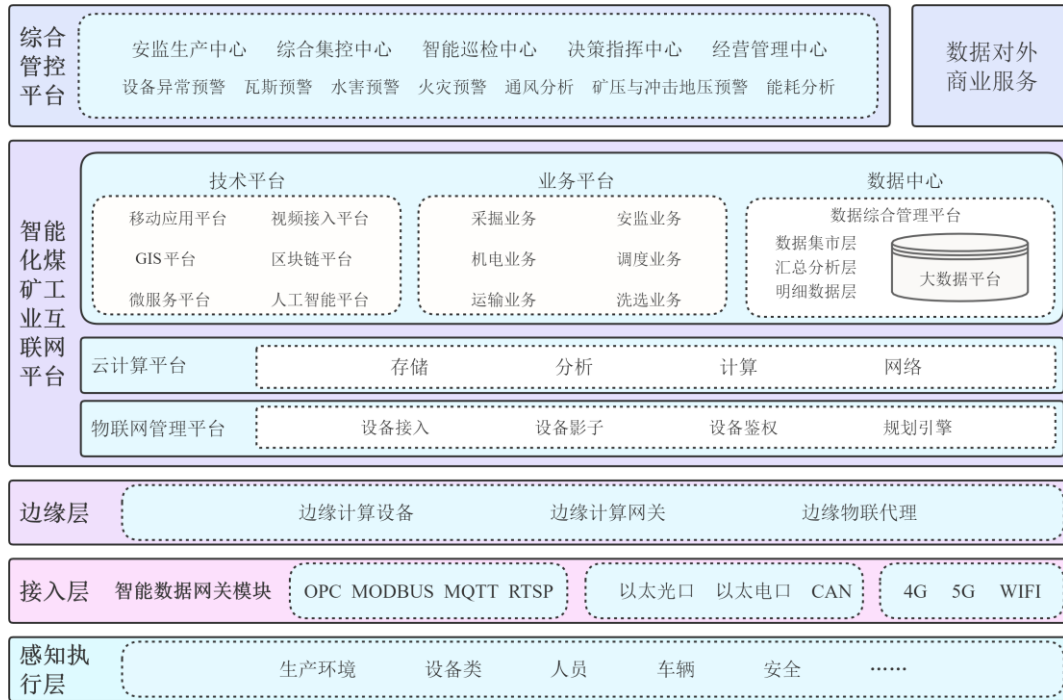 综合
管控
平台
安监生产中心 综合集控中心 智能巡检中心 决策指挥中心 经营管理中心
设备异常预警 瓦斯预警 水害预警 火灾预警 通风分析 矿压与冲击地压预警 能耗分析
数据对外
商业服务
智能
化煤
矿工
业互
联网
平台
技术平台
移动应用平台 视频接入平台
GIS平台 区块链平台
微服务平台 人工智能平台
业务平台
采掘业务 安监业务
机电业务 调度业务
运输业务 洗选业务
数据中心
数据综合管理平台
数据集市层
汇总分析层
明细数据层
大数据平台
云计算平台 存储 分析 计算 网络
物联网管理平台 设备接入 设备影子 设备鉴权 规划引擎
边缘层 边缘计算设备 边缘计算网关 边缘物联代理
接入层 智能数据网关模块 OPC MODBUS MQTT RTSP 以太光口 以太电口 CAN 4G 5G WIFI
感知执
行层
生产环境 设备类 人员 车辆 安全 ······